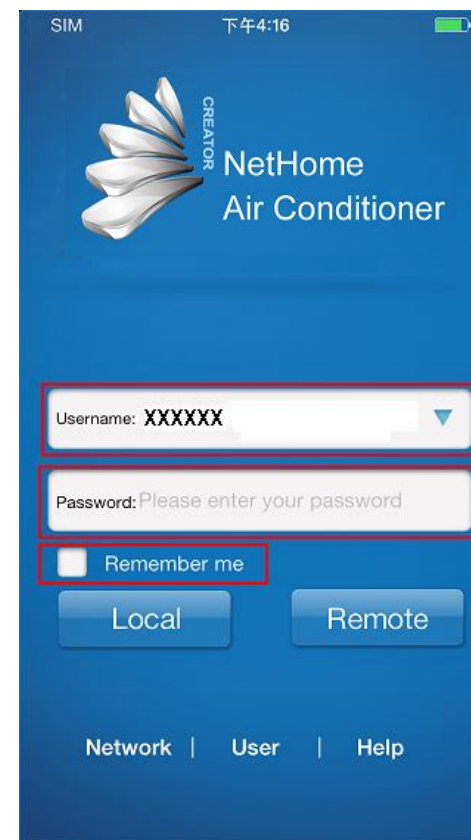 SIM 下午4:16
CREATOR
NetHome
Air Conditioner
Username: XXXXXX
Password: Please enter your password
Remember me
Local Remote
Network | User | Help